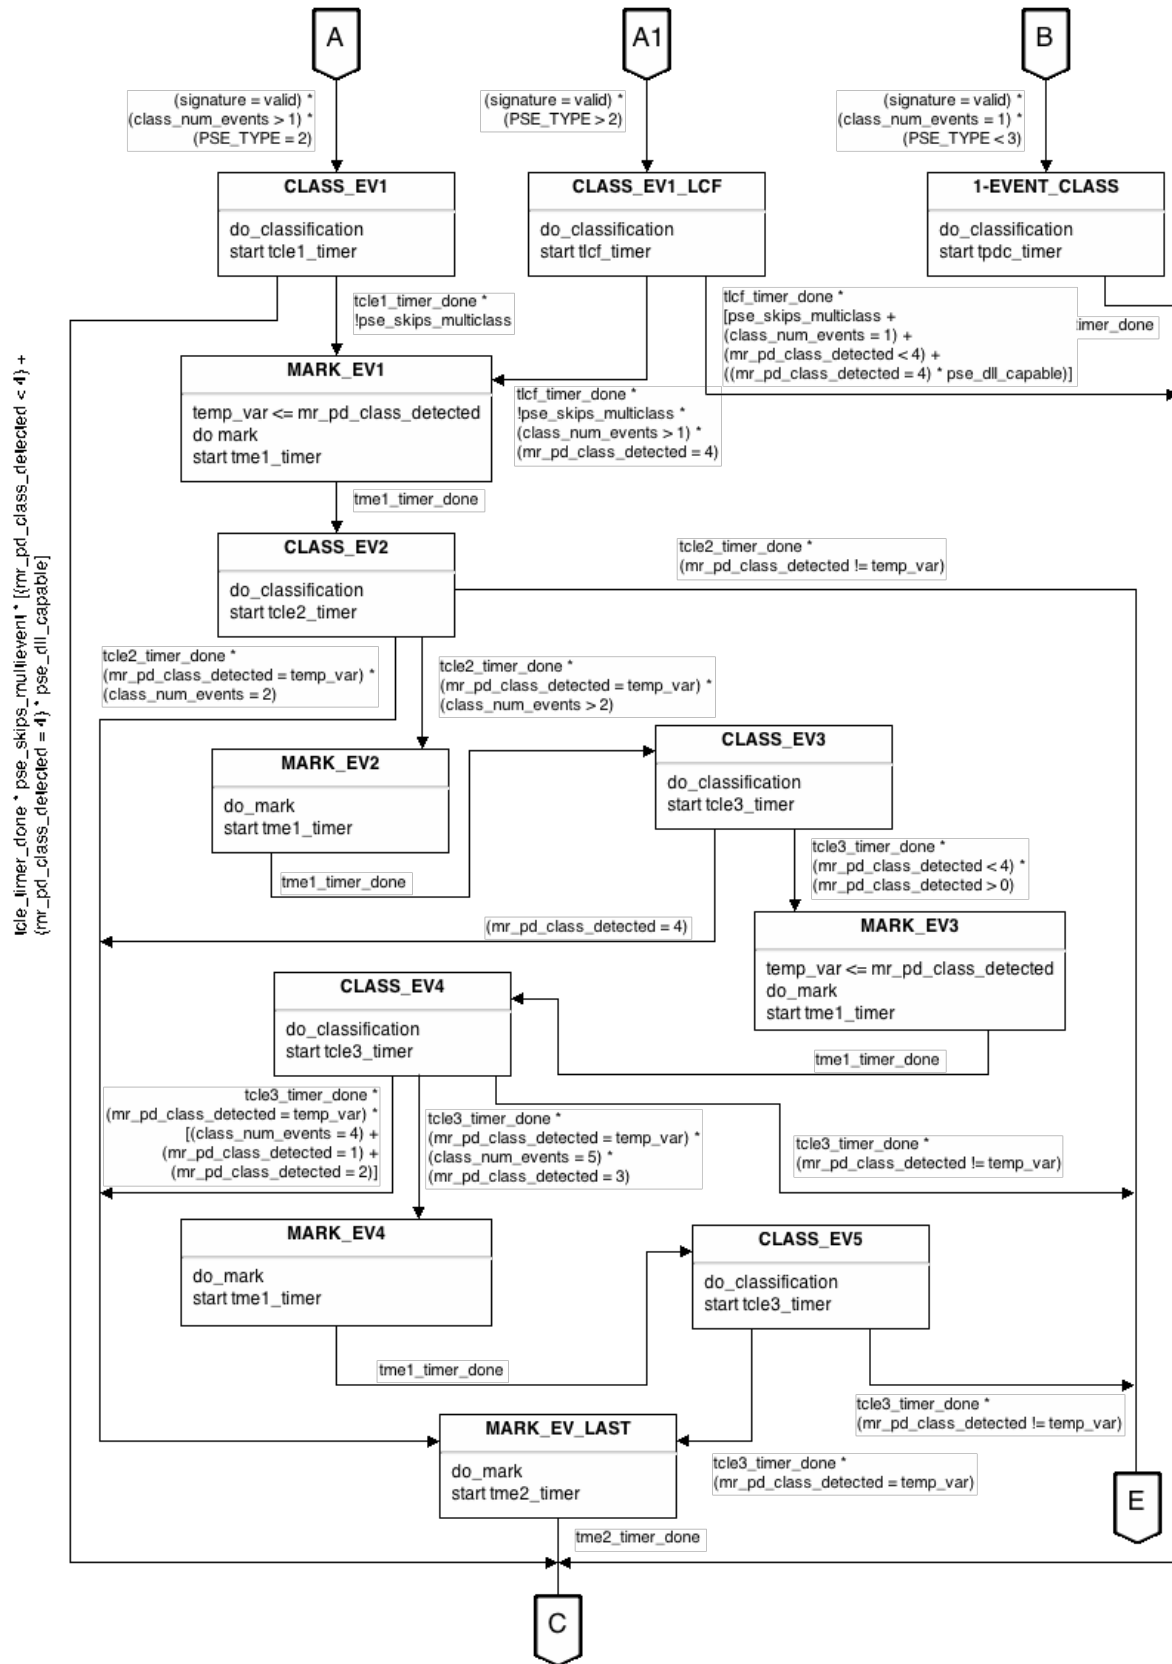 A
A1
B
(signature = valid) *
(class_num_events > 1) *
(PSE_TYPE = 2)
(signature = valid) *
(PSE_TYPE > 2)
(signature = valid) *
(class_num_events = 1) *
(PSE_TYPE < 3)
CLASS_EV1
do_classification
start tcle1_timer
CLASS_EV1_LCF
do_classification
start tlcf_timer
1-EVENT_CLASS
do_classification
start tpdc_timer
tcle1_timer_done *
!pse_skips_multiclass
tlcf_timer_done *
[pse_skips_multiclass +
(class_num_events = 1) +
(mr_pd_class_detected < 4) +
((mr_pd_class_detected = 4) * pse_dll_capable)]
timer_done
tcle_timer_done * pse_skips_multievent * [(mr_pd_class_detected < 4) +
(mr_pd_class_detected = 4) * pse_dll_capable]
MARK_EV1
temp_var <= mr_pd_class_detected
do mark
start tme1_timer
tlcf_timer_done *
!pse_skips_multiclass *
(class_num_events > 1) *
(mr_pd_class_detected = 4)
tme1_timer_done
CLASS_EV2
do_classification
start tcle2_timer
tcle2_timer_done *
(mr_pd_class_detected != temp_var)
tcle2_timer_done *
(mr_pd_class_detected = temp_var) *
(class_num_events = 2)
tcle2_timer_done *
(mr_pd_class_detected = temp_var) *
(class_num_events > 2)
MARK_EV2
do_mark
start tme1_timer
CLASS_EV3
do_classification
start tcle3_timer
tme1_timer_done
tcle3_timer_done *
(mr_pd_class_detected < 4) *
(mr_pd_class_detected > 0)
(mr_pd_class_detected = 4)
MARK_EV3
temp_var <= mr_pd_class_detected
do_mark
start tme1_timer
CLASS_EV4
do_classification
start tcle3_timer
tme1_timer_done
tcle3_timer_done *
(mr_pd_class_detected = temp_var) *
[(class_num_events = 4) +
(mr_pd_class_detected = 1) +
(mr_pd_class_detected = 2)]
tcle3_timer_done *
(mr_pd_class_detected = temp_var) *
(class_num_events = 5) *
(mr_pd_class_detected = 3)
tcle3_timer_done *
(mr_pd_class_detected != temp_var)
MARK_EV4
do_mark
start tme1_timer
CLASS_EV5
do_classification
start tcle3_timer
tme1_timer_done
tcle3_timer_done *
(mr_pd_class_detected != temp_var)
MARK_EV_LAST
do_mark
start tme2_timer
tcle3_timer_done *
(mr_pd_class_detected = temp_var)
tme2_timer_done
E
C